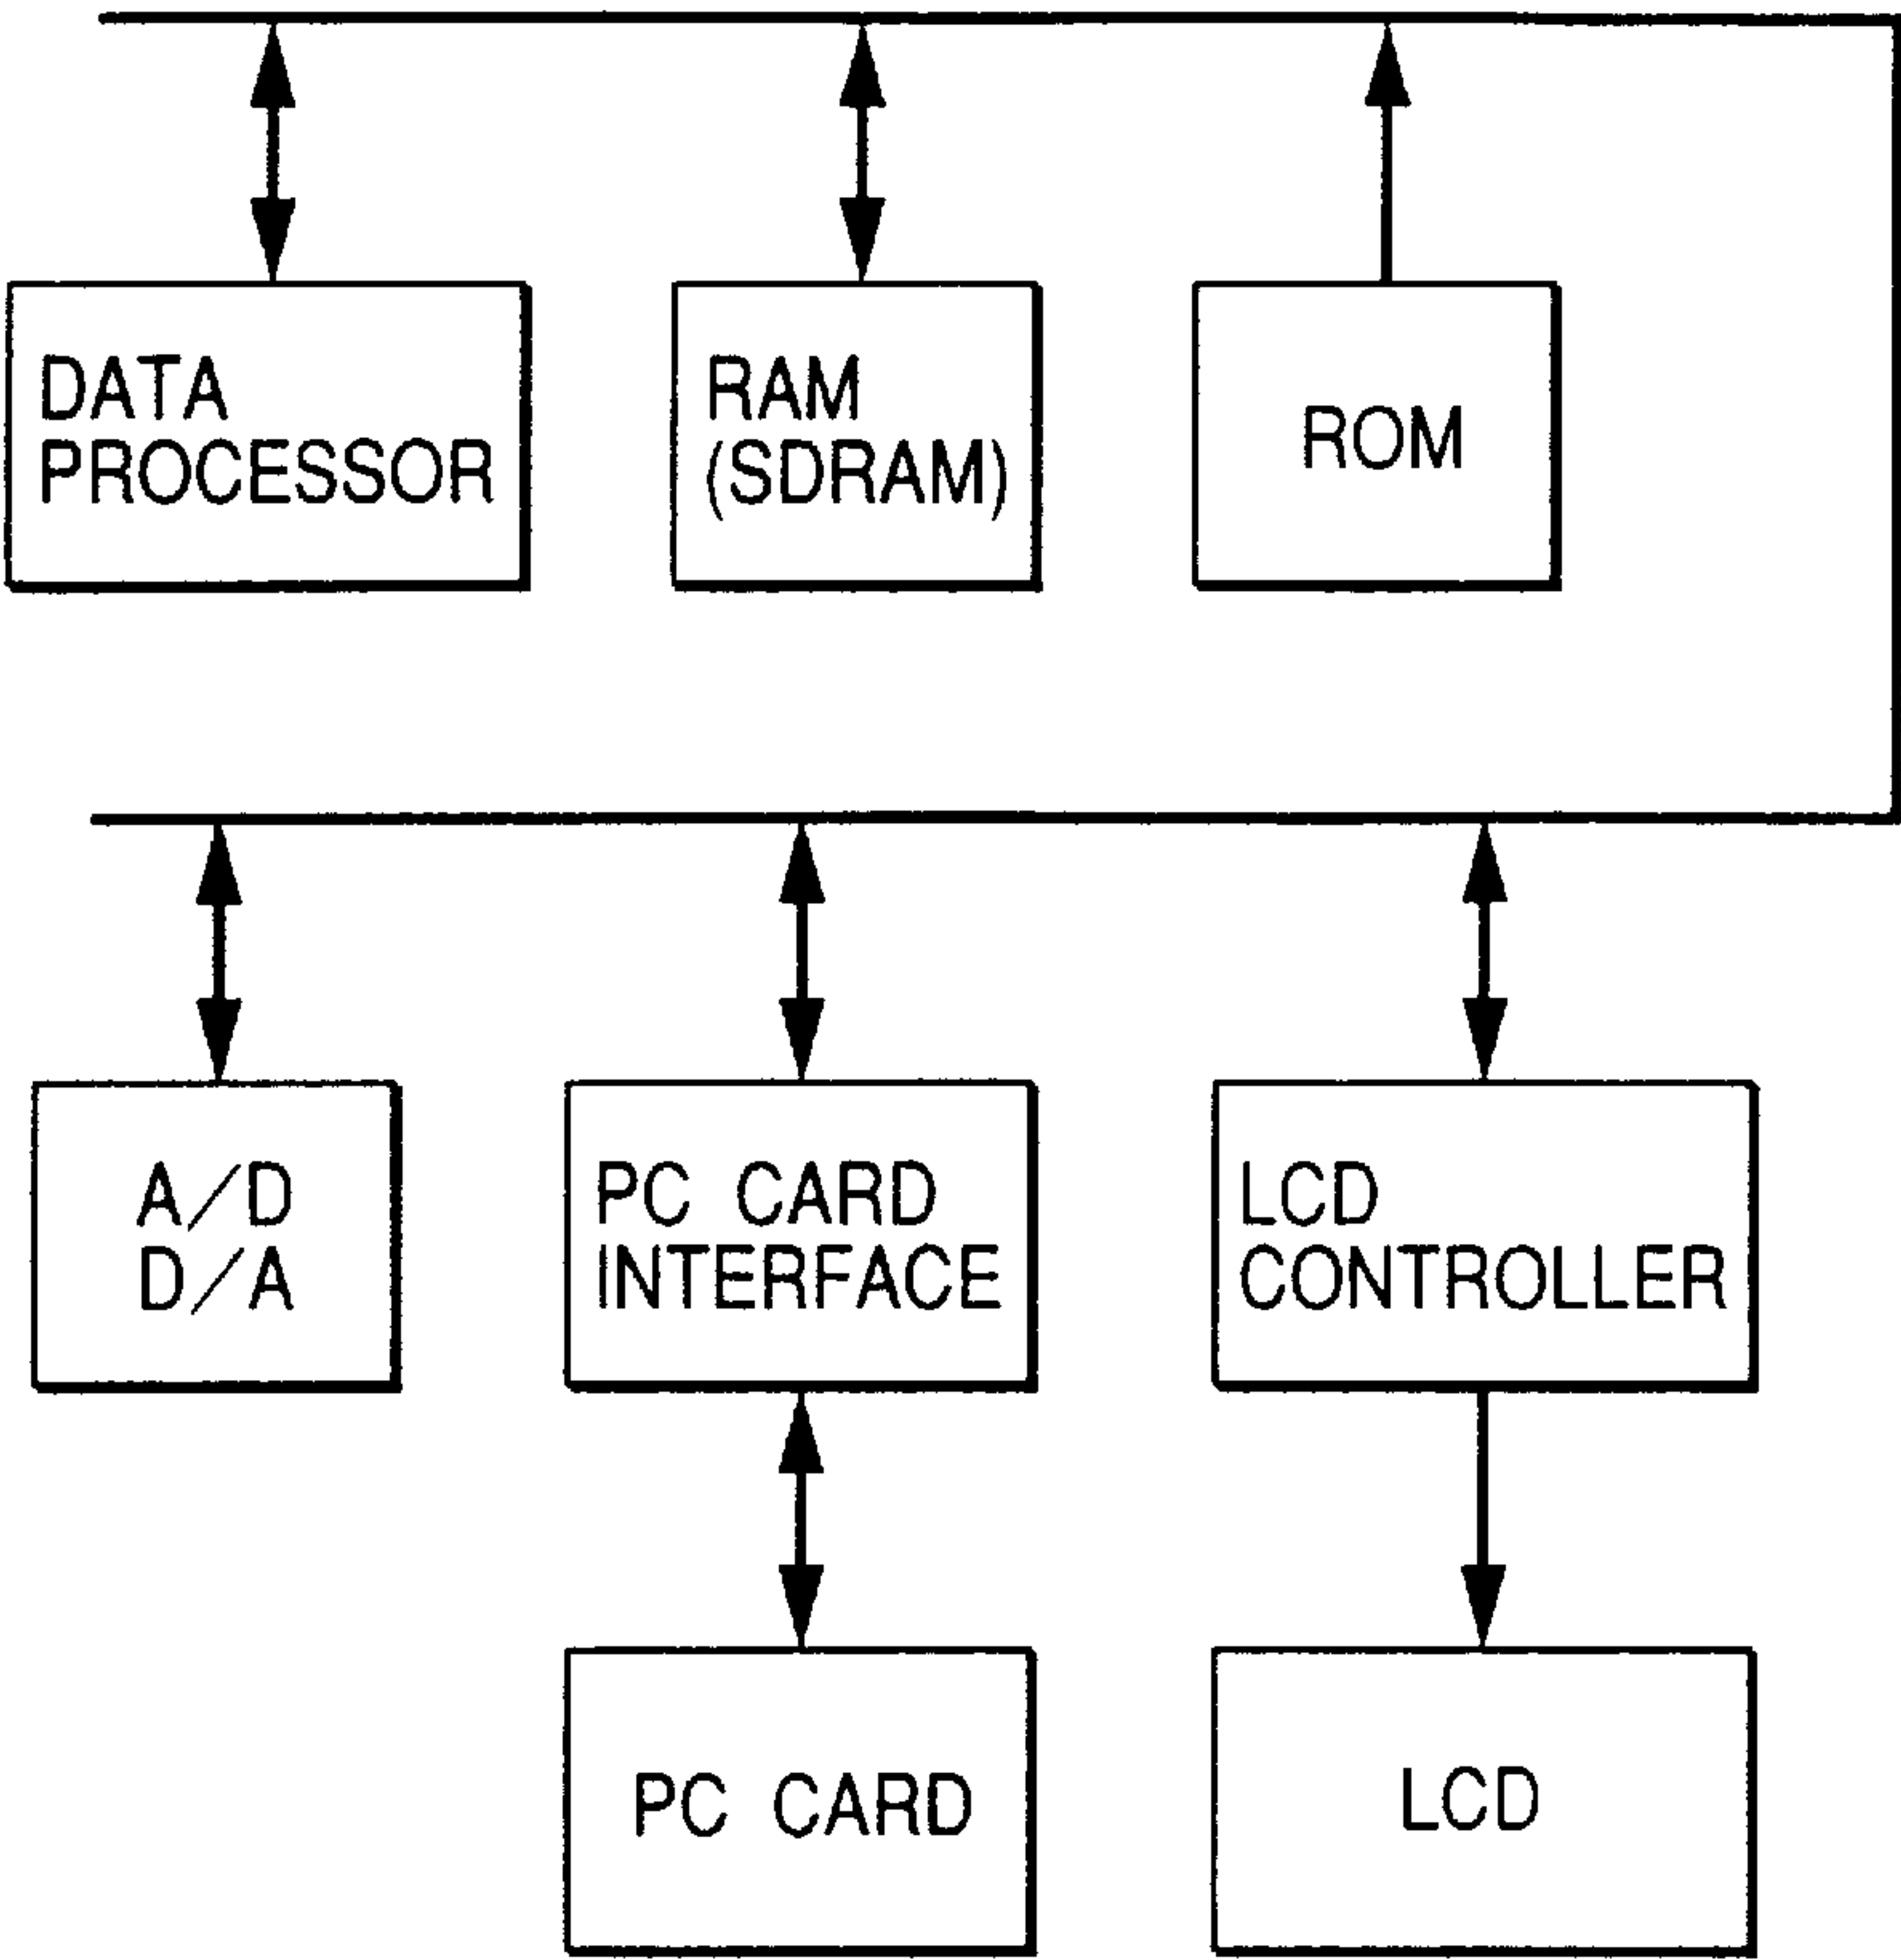 DATA
PROCESSOR
RAM
(SDRAM)
ROM
A/D
D/A
PC CARD
INTERFACE
LCD
CONTROLLER
PC CARD
LCD